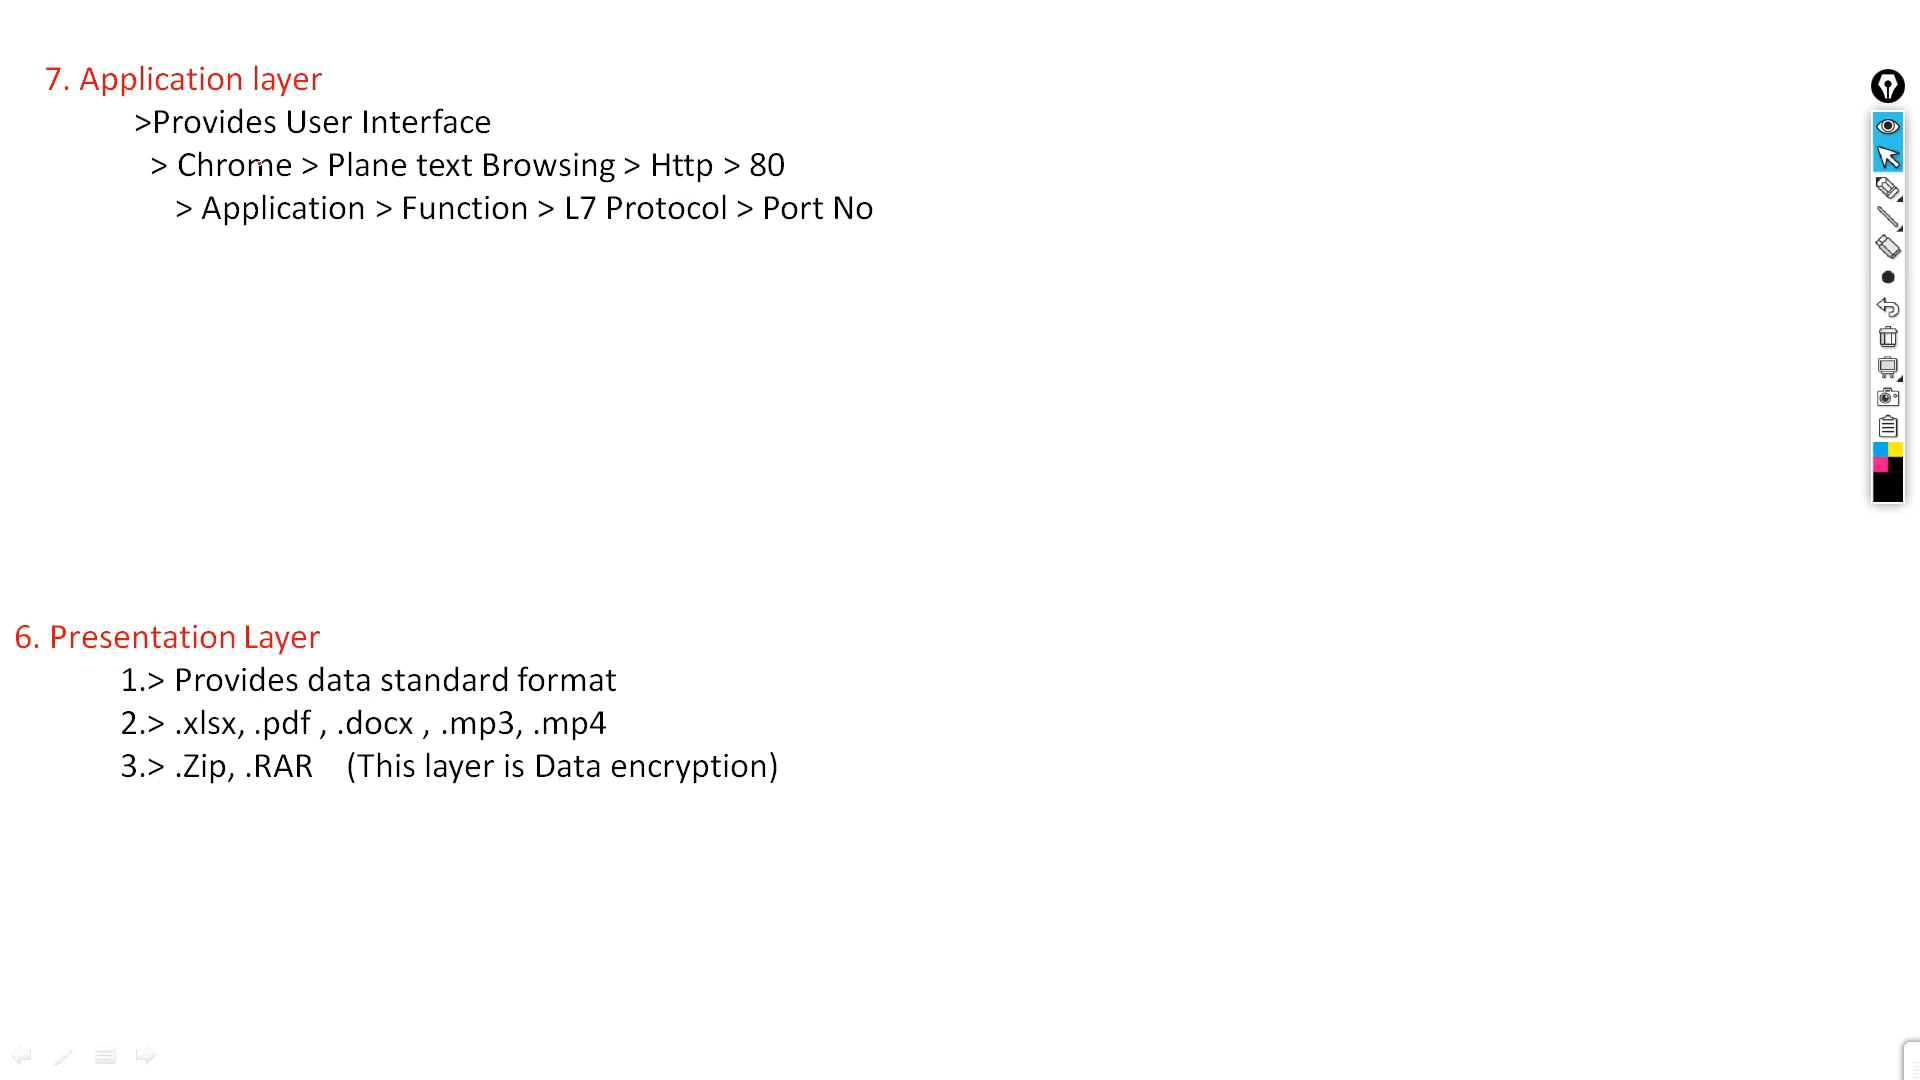 7. Application layer
>Provides User Interface
> Chrome > Plane text Browsing > Http > 80
> Application > Function > L7 Protocol > Port No
6. Presentation Layer
1.> Provides data standard format
2.> .xlsx, .pdf , .docx , .mp3, .mp4
3.> .Zip, .RAR (This layer is Data encryption)